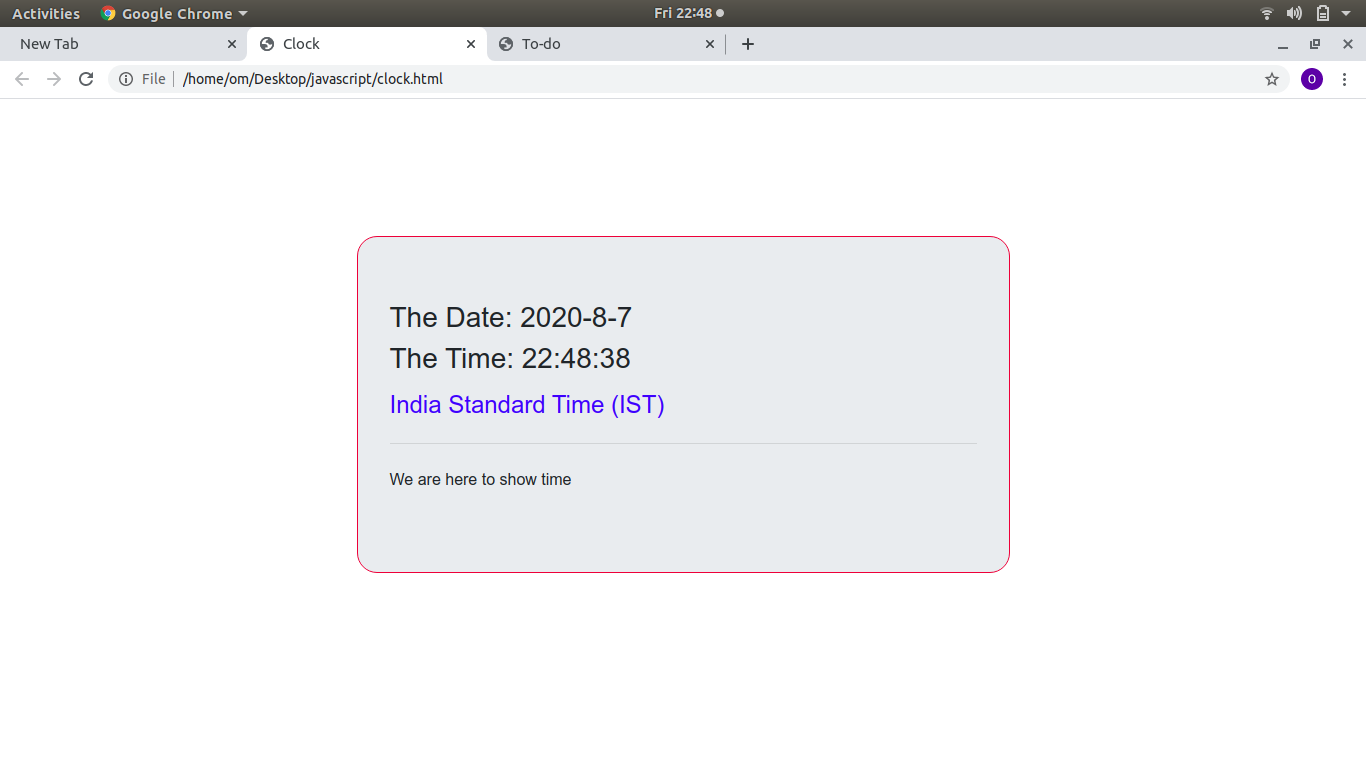 Activities Google Chrome Fri 22:48
New Tab Clock To-do
File /home/om/Desktop/javascript/clock.html O
The Date: 2020-8-7
The Time: 22:48:38
India Standard Time (IST)
We are here to show time